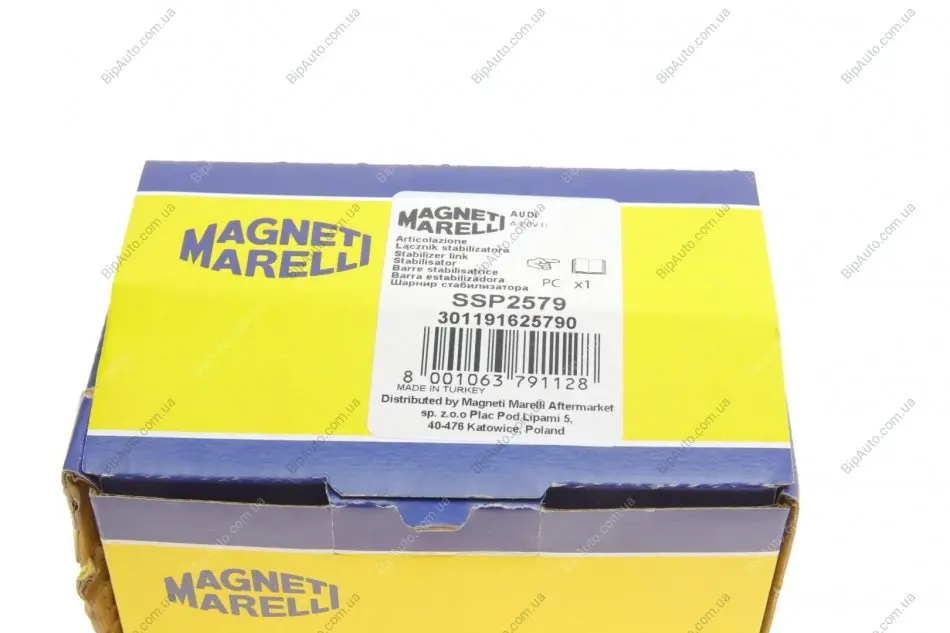 MAGNETI
MARELLI
MAGNETI
MARELLI
AUDI
Articolazione
Łącznik stabilizatora
Stabilizer link
Stabilisator
Barre stabilisatrice
Barra estabilizadora
Шарнир стабилизатора
PC x1
SSP2579
301191625790
8 001063 791128
MADE IN TURKEY
Distributed by Magneti Marelli Aftermarket
sp. z.o.o Plac Pod Lipami 5,
40-476 Katowice, Poland
MAGNETI
MARELLI
BipAuto.com.ua